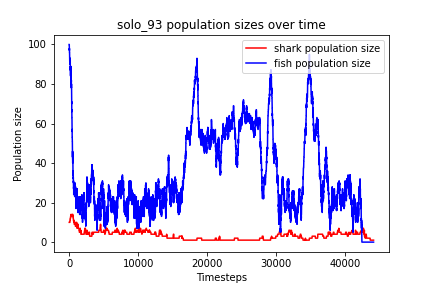 solo_93 population sizes over time
shark population size
fish population size
Population size
100
80
60
40
20
0
0 10000 20000 30000 40000
Timesteps